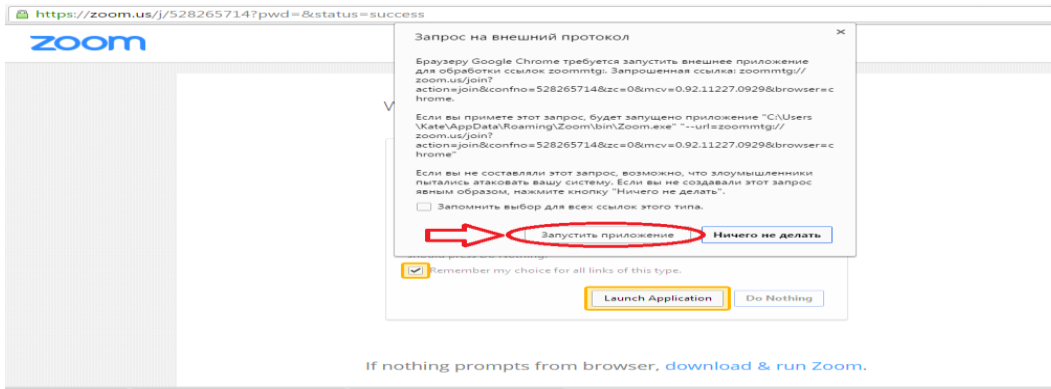 https://zoom.us/j/528265714?pwd=&status=success
zoom
Запрос на внешний протокол
×
Браузеру Google Chrome требуется запустить внешнее приложение
для обработки ссылок zoommtg:. Запрошенная ссылка: zoommtg://
zoom.us/join?
action=join&confno=528265714&zc=0&mcv=0.92.11227.0929&browser=c
hrome.
Если вы примете этот запрос, будет запущено приложение "C:\Users
\Kate\AppData\Roaming\Zoom\bin\Zoom.exe" "--url=zoommtg://
zoom.us/join?
action=join&confno=528265714&zc=0&mcv=0.92.11227.0929&browser=c
hrome"
Если вы не составляли этот запрос, возможно, что злоумышленники
пытались атаковать вашу систему. Если вы не создавали этот запрос
явным образом, нажмите кнопку "Ничего не делать".
Запомнить выбор для всех ссылок этого типа.
Запустить приложение Ничего не делать
Remember my choice for all links of this type.
Launch Application Do Nothing
If nothing prompts from browser, download & run Zoom.